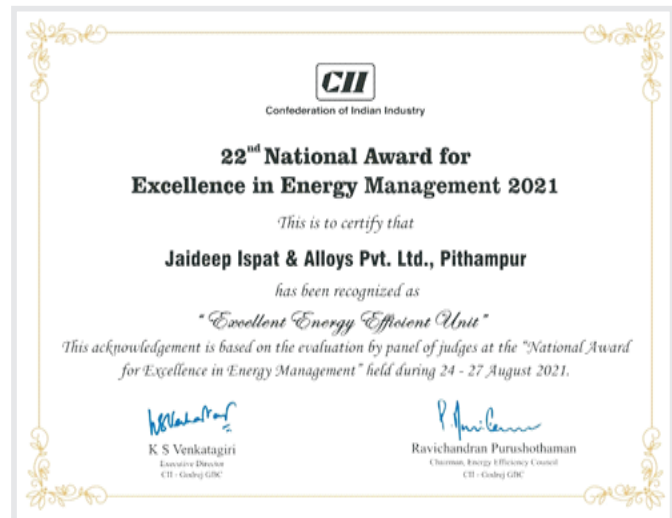 CII
Confederation of Indian Industry
22nd National Award for
Excellence in Energy Management 2021
This is to certify that
Jaideep Ispat & Alloys Pvt. Ltd., Pithampur
has been recognized as
"Excellent Energy Efficient Unit"
This acknowledgement is based on the evaluation by panel of judges at the "National Award
for Excellence in Energy Management" held during 24 - 27 August 2021.
K S Venkatagiri
Executive Director
CII - Godrej GBC
Ravichandran Purushothaman
Chairman, Energy Efficiency Council
CII - Godrej GBC